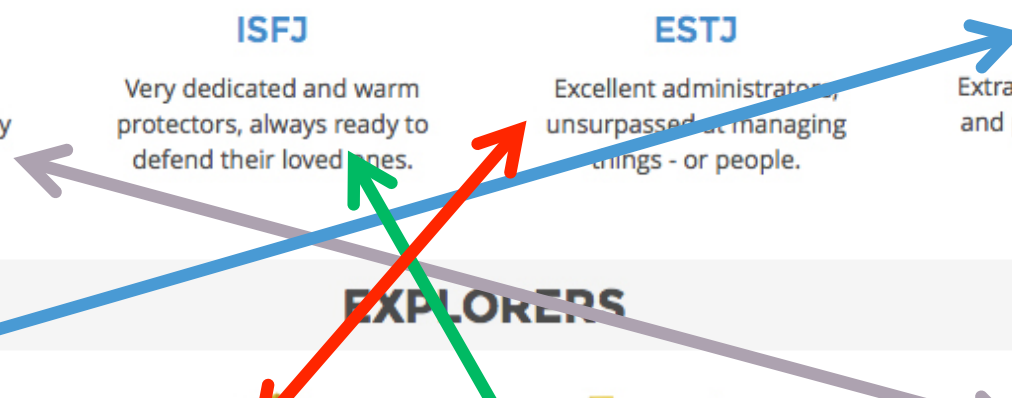 y
ISFJ
Very dedicated and warm
protectors, always ready to
defend their loved ones.
ESTJ
Excellent administrators,
unsurpassed at managing
things - or people.
Extra
and
EXPLORERS